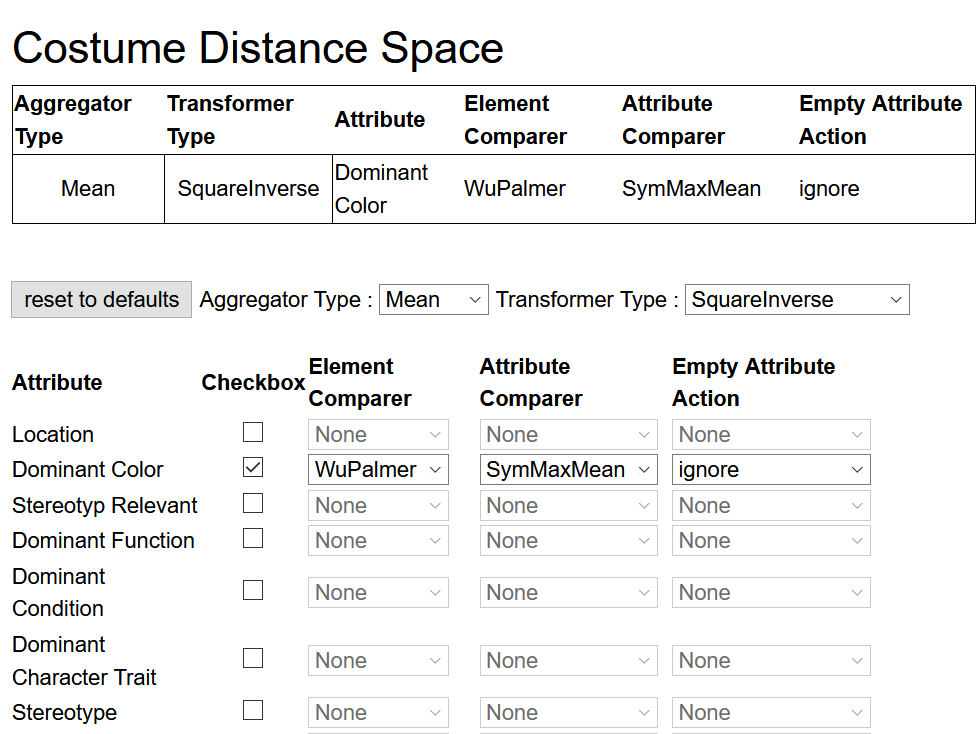 Costume Distance Space
Aggregator Type Transformer Type Attribute Element Comparer Attribute Comparer Empty Attribute Action
Mean SquareInverse Dominant Color WuPalmer SymMaxMean ignore
reset to defaults Aggregator Type : Mean Transformer Type : SquareInverse
Attribute Checkbox Element Comparer Attribute Comparer Empty Attribute Action
Location None None None
Dominant Color WuPalmer SymMaxMean ignore
Stereotyp Relevant None None None
Dominant Function None None None
Dominant Condition None None None
Dominant Character Trait None None None
Stereotype None None None